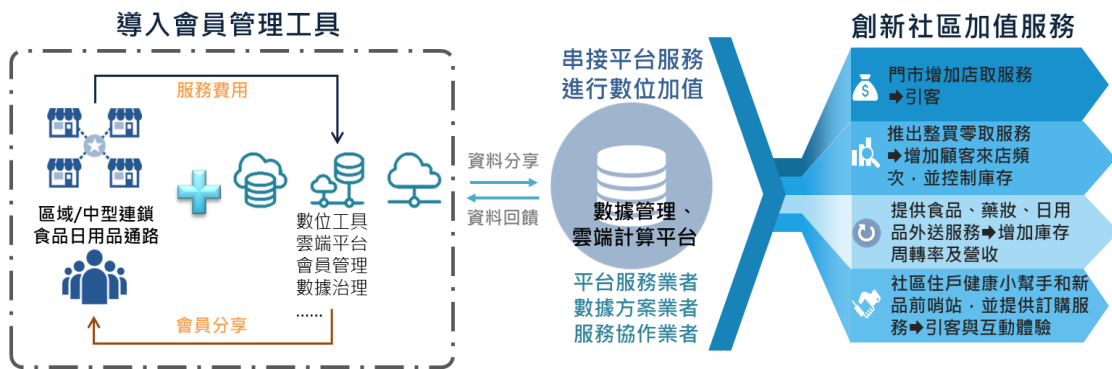 導入會員管理工具
服務費用
區域/中型連鎖
食品日用品通路
數位工具
雲端平台
會員管理
數據治理
......
會員分享
資料分享
資料回饋
串接平台服務
進行數位加值
數據管理、
雲端計算平台
平台服務業者
數據方案業者
服務協作業者
創新社區加值服務
$
門市增加店取服務
➡引客
推出整買零取服務
➡增加顧客來店頻
次，並控制庫存
提供食品、藥妝、日用
品外送服務➡增加庫存
周轉率及營收
社區住戶健康小幫手和新
品前哨站，並提供訂購服
務➡引客與互動體驗